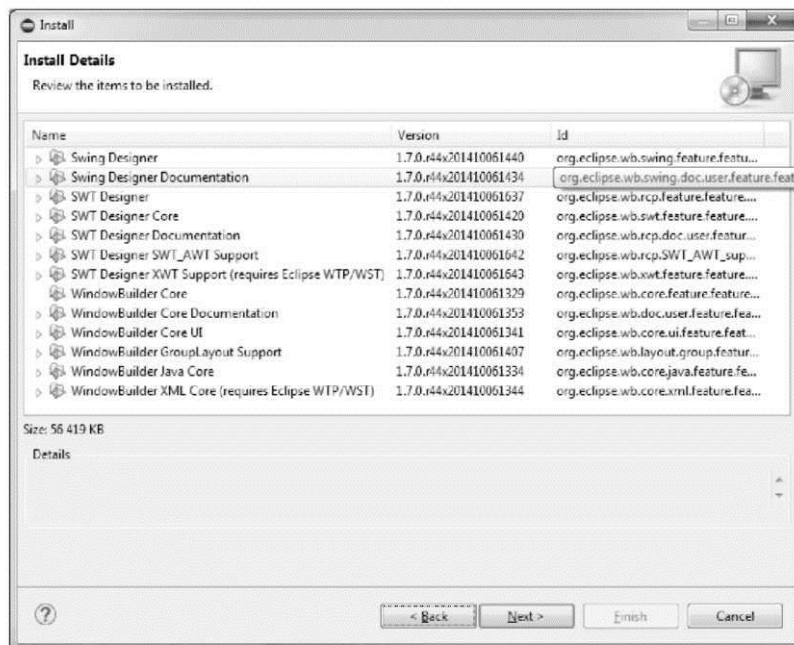 Install
Install Details
Review the items to be installed.
Name Version Id
Swing Designer 1.7.0.r44x201410061440 org.eclipse.wb.swing.feature.featu...
Swing Designer Documentation 1.7.0.r44x201410061434 org.eclipse.wb.swing.doc.user.feature.feat
SWT Designer 1.7.0.r44x201410061637 org.eclipse.wb.rcp.feature.feature....
SWT Designer Core 1.7.0.r44x201410061420 org.eclipse.wb.swt.feature.feature...
SWT Designer Documentation 1.7.0.r44x201410061430 org.eclipse.wb.rcp.doc.user.featur...
SWT Designer SWT_AWT Support 1.7.0.r44x201410061642 org.eclipse.wb.rcp.SWT_AWT_sup...
SWT Designer XWT Support (requires Eclipse WTP/WST) 1.7.0.r44x201410061643 org.eclipse.wb.xwt.feature.feature....
WindowBuilder Core 1.7.0.r44x201410061329 org.eclipse.wb.core.feature.feature...
WindowBuilder Core Documentation 1.7.0.r44x201410061353 org.eclipse.wb.doc.user.feature.fea...
WindowBuilder Core UI 1.7.0.r44x201410061341 org.eclipse.wb.core.ui.feature.feat...
WindowBuilder GroupLayout Support 1.7.0.r44x201410061407 org.eclipse.wb.layout.group.featur...
WindowBuilder Java Core 1.7.0.r44x201410061334 org.eclipse.wb.core.java.feature.fe...
WindowBuilder XML Core (requires Eclipse WTP/WST) 1.7.0.r44x201410061344 org.eclipse.wb.core.xml.feature.fea...
Size: 56 419 KB
Details
< Back Next > Finish Cancel